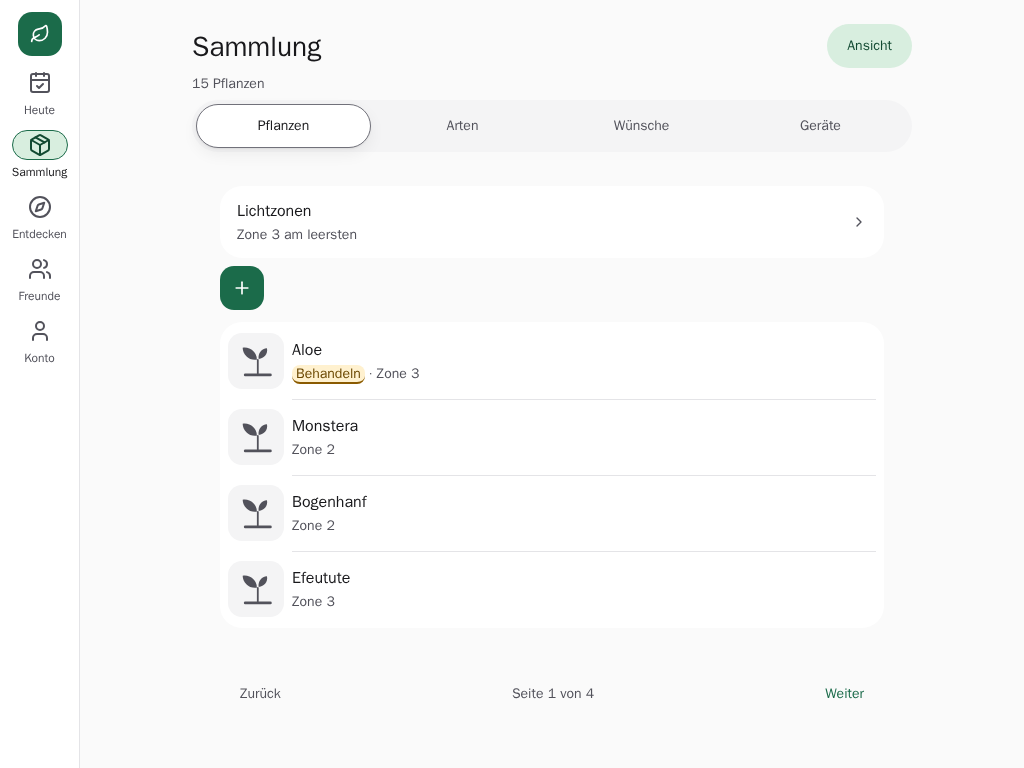 Heute
Sammlung
Entdecken
Freunde
Konto
Sammlung
Ansicht
15 Pflanzen
Pflanzen
Arten
Wünsche
Geräte
Lichtzonen
Zone 3 am leersten
Aloe
Behandeln · Zone 3
Monstera
Zone 2
Bogenhanf
Zone 2
Efeutute
Zone 3
Zurück
Seite 1 von 4
Weiter